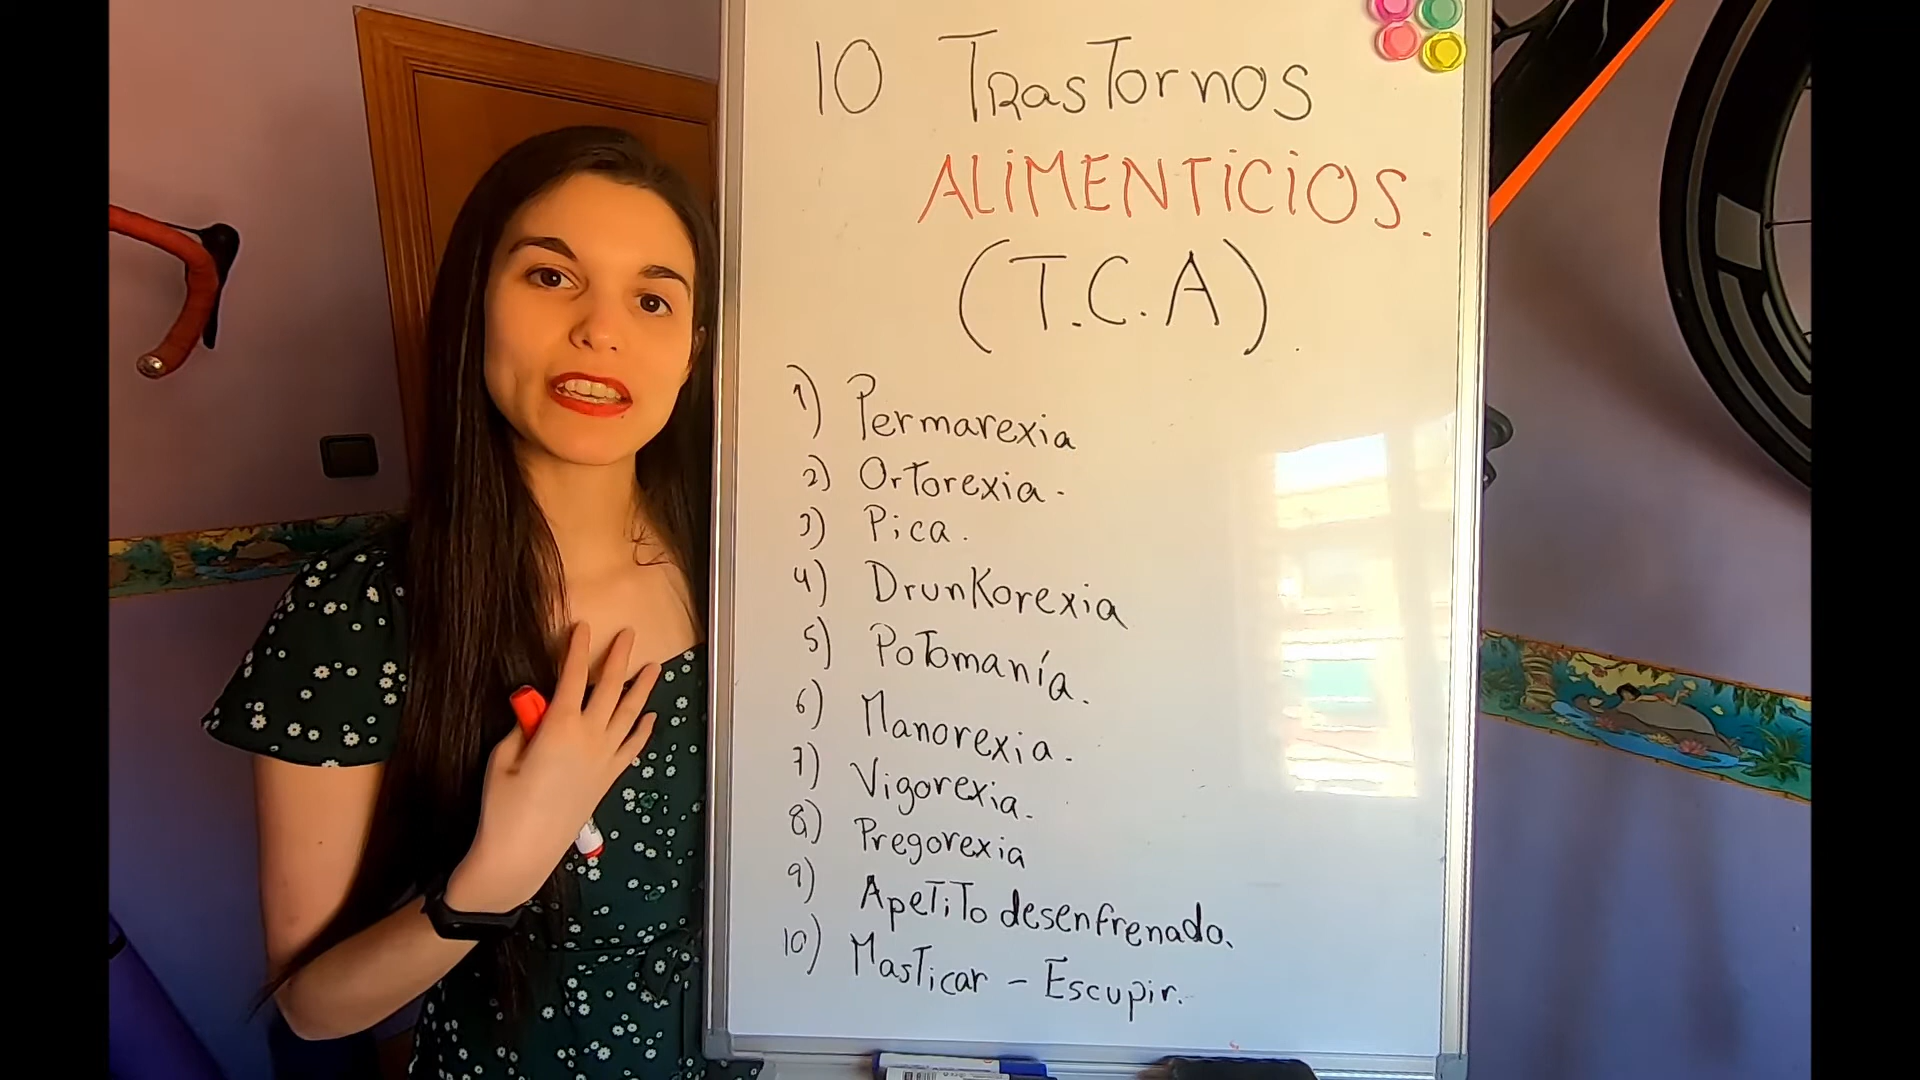 10 Trastornos
ALiMENTiCiOS.
(T.C.A).
1) Permarexia
2) Ortorexia.
3) Pica.
4) Drunkorexia
5) Potomanía.
6) Manorexia.
7) Vigorexia.
8) Pregorexia
9) Apetito desenfrenado.
10) Masticar - Escupir.